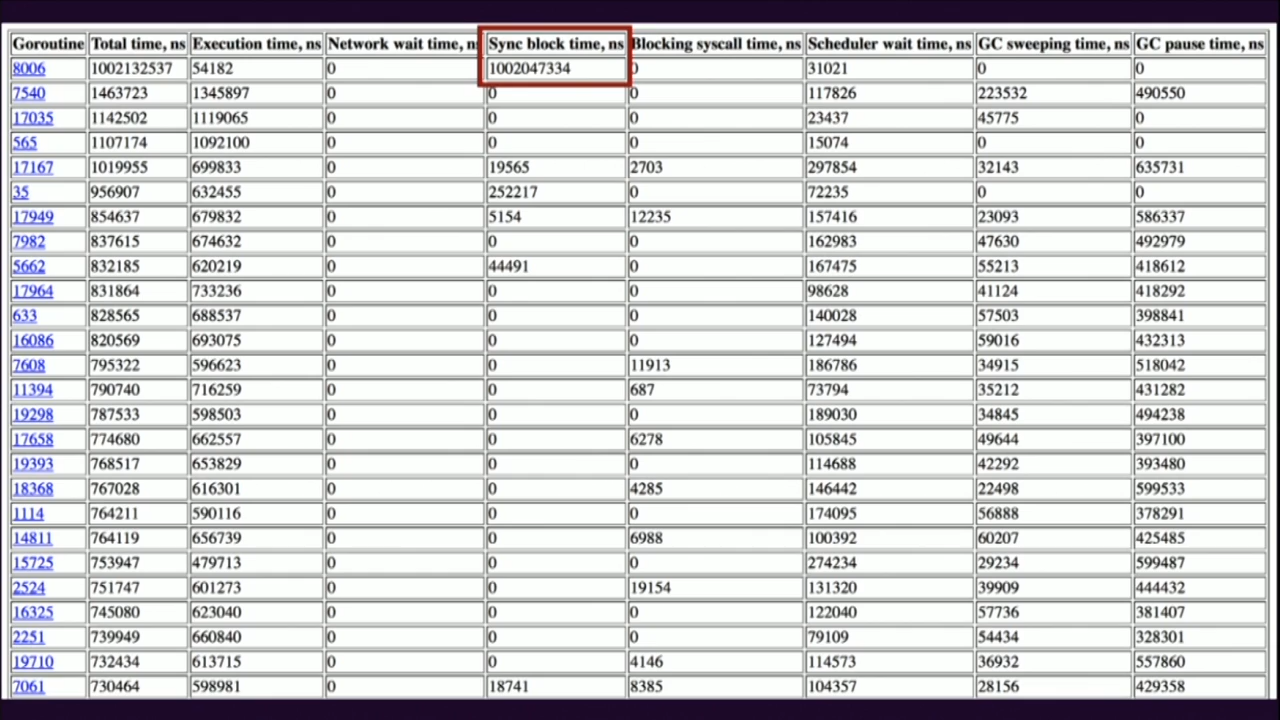 Goroutine Total time, ns Execution time, ns Network wait time, ns Sync block time, ns Blocking syscall time, ns Scheduler wait time, ns GC sweeping time, ns GC pause time, ns
8006 1002132537 54182 0 1002047334 0 31021 0 0
7540 1463723 1345897 0 0 0 117826 223532 490550
17035 1142502 1119065 0 0 0 23437 45775 0
565 1107174 1092100 0 0 0 15074 0 0
17167 1019955 699833 0 19565 2703 297854 32143 635731
35 956907 632455 0 252217 0 72235 0 0
17949 854637 679832 0 5154 12235 157416 23093 586337
7982 837615 674632 0 0 0 162983 47630 492979
5662 832185 620219 0 44491 0 167475 55213 418612
17964 831864 733236 0 0 0 98628 41124 418292
633 828565 688537 0 0 0 140028 57503 398841
16086 820569 693075 0 0 0 127494 59016 432313
7608 795322 596623 0 0 11913 186786 34915 518042
11394 790740 716259 0 0 687 73794 35212 431282
19298 787533 598503 0 0 0 189030 34845 494238
17658 774680 662557 0 0 6278 105845 49644 397100
19393 768517 653829 0 0 0 114688 42292 393480
18368 767028 616301 0 0 4285 146442 22498 599533
1114 764211 590116 0 0 0 174095 56888 378291
14811 764119 656739 0 0 6988 100392 60207 425485
15725 753947 479713 0 0 0 274234 29234 599487
2524 751747 601273 0 0 19154 131320 39909 444432
16325 745080 623040 0 0 0 122040 57736 381407
2251 739949 660840 0 0 0 79109 54434 328301
19710 732434 613715 0 0 4146 114573 36932 557860
7061 730464 598981 0 18741 8385 104357 28156 429358